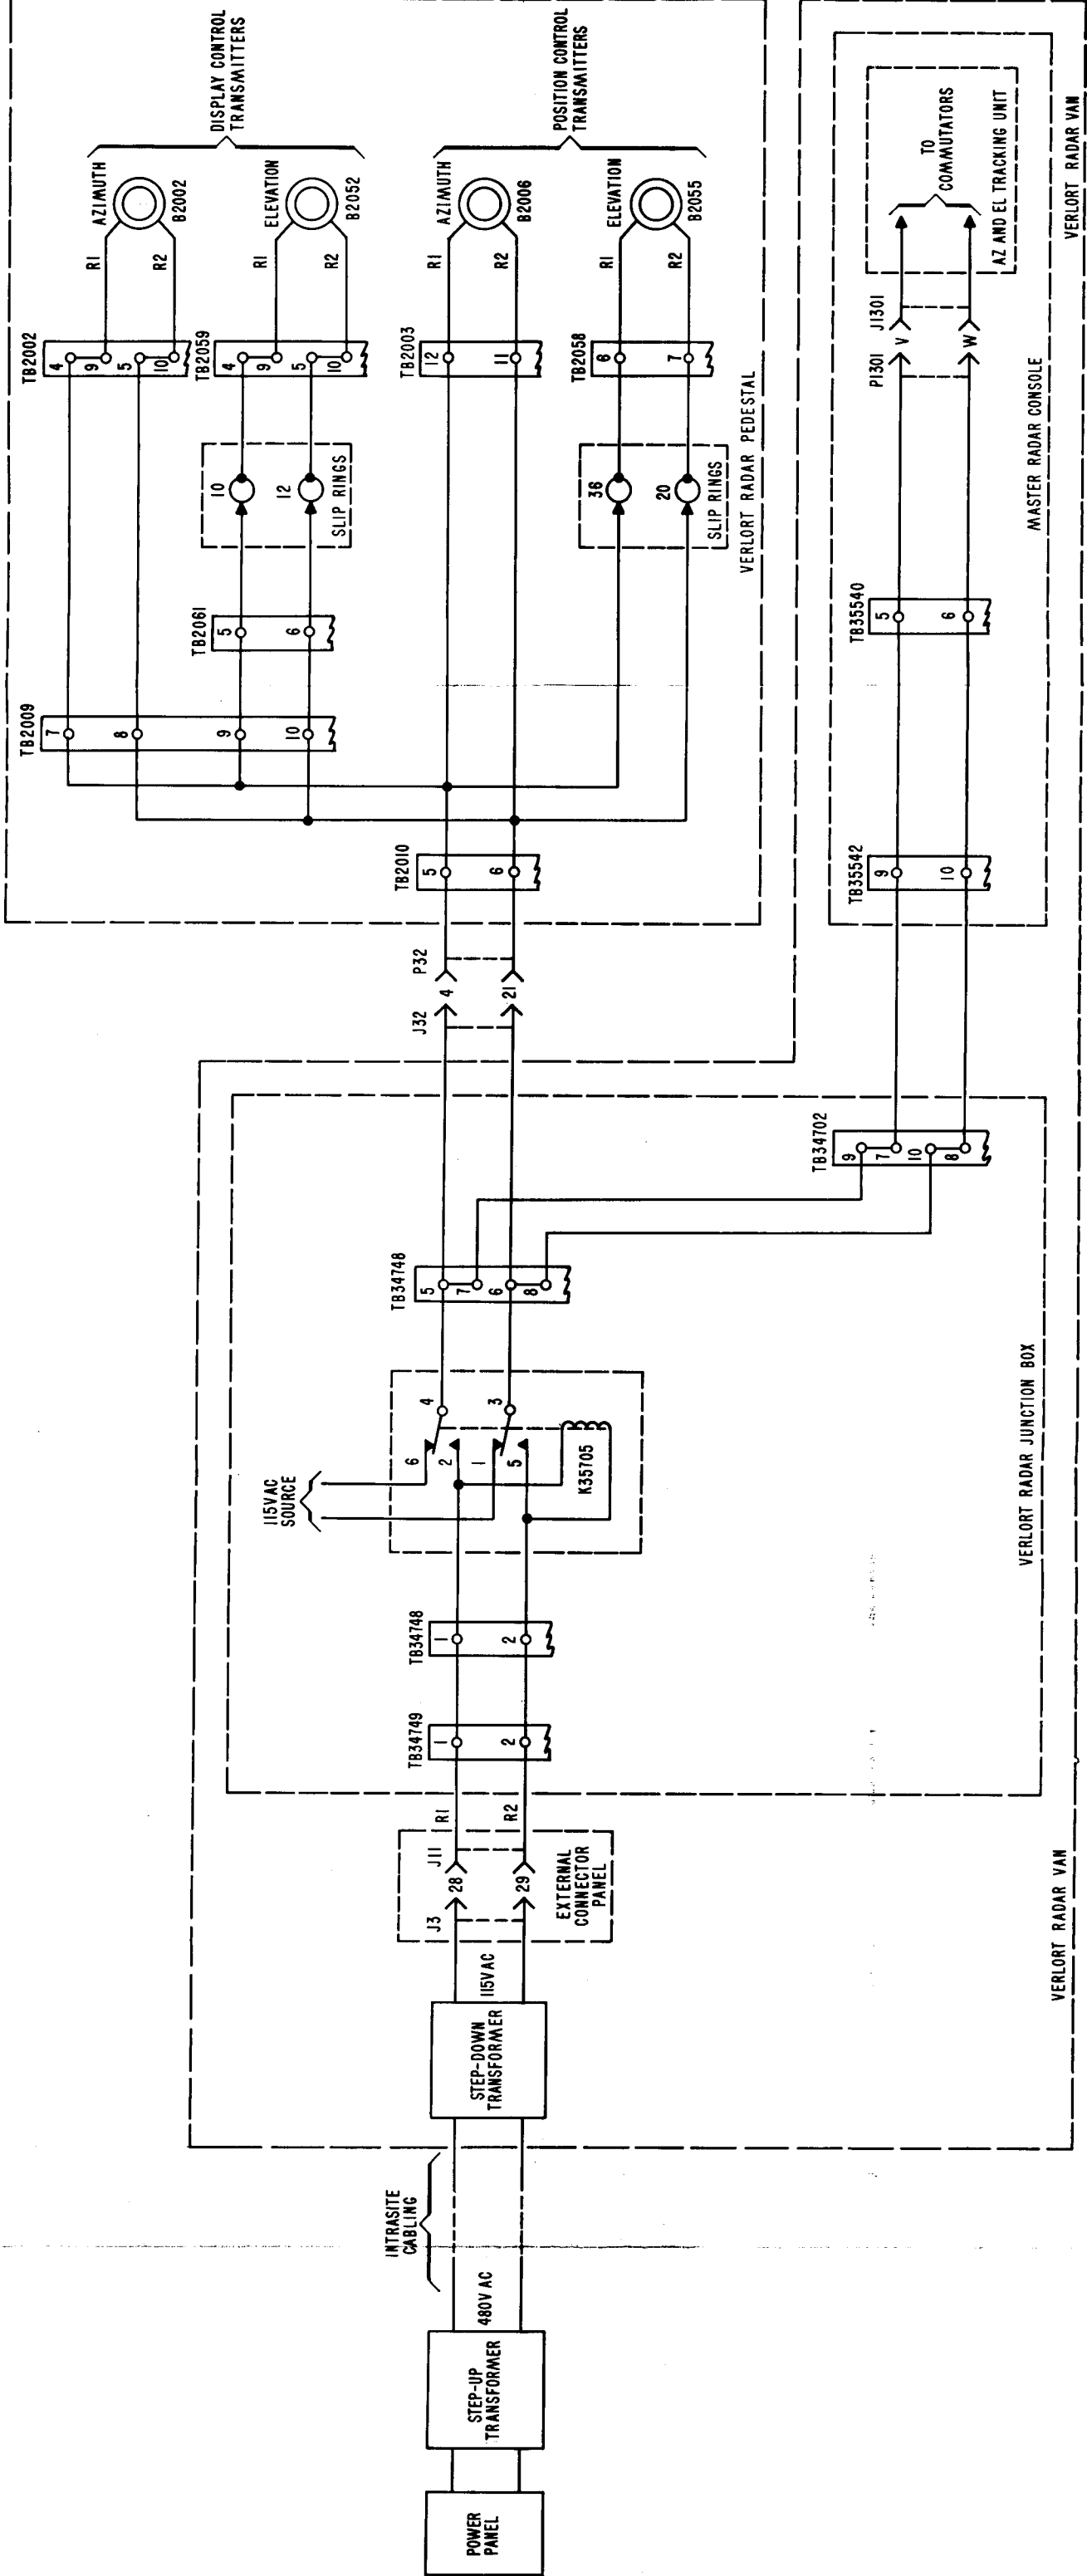 POWER
PANEL
STEP-UP
TRANSFORMER
480V AC
INTRASITE
CABLING
STEP-DOWN
TRANSFORMER
115VAC
J3
28
29
J11
EXTERNAL
CONNECTOR
PANEL
R1
R2
TB34749
1
2
TB34748
1
2
115VAC
SOURCE
6
2
1
5
4
3
K35705
TB34748
5
7
6
8
TB34702
9
7
10
8
VERLORT RADAR JUNCTION BOX
VERLORT RADAR VAN
J32
4
21
P32
TB2010
5
6
TB2009
7
8
9
10
TB2061
5
6
10
12
SLIP RINGS
36
20
SLIP RINGS
TB2002
4
9
5
10
TB2059
4
9
5
10
TB2003
12
11
TB2058
6
7
R1
R2
R1
R2
R1
R2
R1
R2
AZIMUTH
B2002
ELEVATION
B2052
AZIMUTH
B2006
ELEVATION
B2055
DISPLAY CONTROL
TRANSMITTERS
POSITION CONTROL
TRANSMITTERS
VERLORT RADAR PEDESTAL
TB35542
9
10
TB35540
5
6
P1301
V
W
J1301
TO
COMMUTATORS
AZ AND EL TRACKING UNIT
MASTER RADAR CONSOLE
VERLORT RADAR VAN